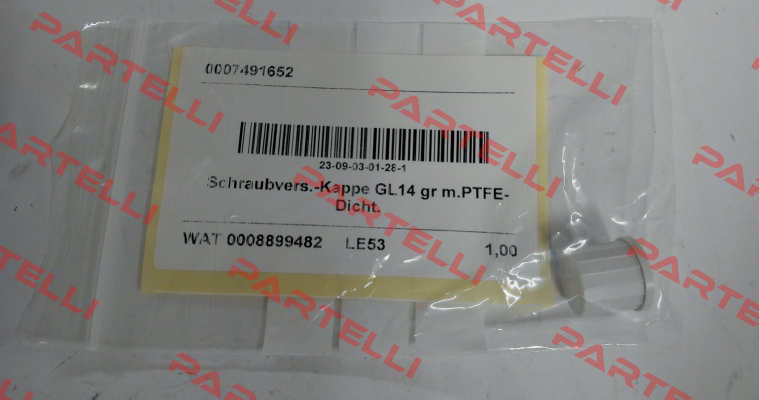 0007491652
23-09-03-01-28-1
Schraubvers.-Kappe GL14 gr m.PTFE-
Dicht.
WAT 0008899482 LE53 1,00
PARTELLI
PARTELLI
PARTELLI
PARTELLI
PARTELLI
PARTELLI
PARTELLI
PARTELLI
PARTELLI